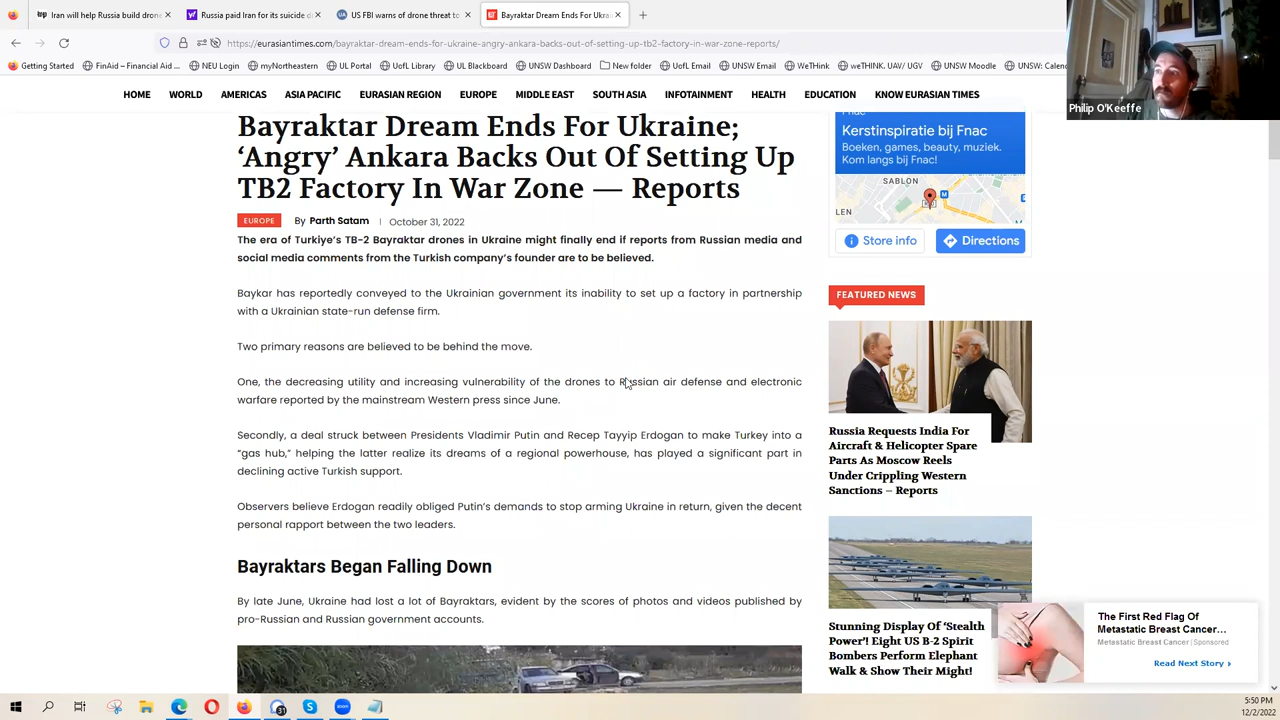 Iran will help Russia build drone
Russia paid Iran for its suicide d
US FBI warns of drone threat to
Bayraktar Dream Ends For Ukra
https://eurasiantimes.com/bayraktar-dream-ends-for-ukraine-angry-ankara-backs-out-of-setting-up-tb2-factory-in-war-zone-reports/
Getting Started
FinAid – Financial Aid ...
NEU Login
myNortheastern
UL Portal
UofL Library
UL Blackboard
UNSW Dashboard
New folder
UofL Email
UNSW Email
WeTHink
weTHINK, UAV/ UGV
UNSW Moodle
UNSW: Calend
Philip O'Keeffe
HOME WORLD AMERICAS ASIA PACIFIC EURASIAN REGION EUROPE MIDDLE EAST SOUTH ASIA INFOTAINMENT HEALTH EDUCATION KNOW EURASIAN TIMES
Bayraktar Dream Ends For Ukraine;
‘Angry’ Ankara Backs Out Of Setting Up
TB2 Factory In War Zone — Reports
EUROPE By Parth Satam | October 31, 2022
The era of Turkiye’s TB-2 Bayraktar drones in Ukraine might finally end if reports from Russian media and
social media comments from the Turkish company’s founder are to be believed.
Baykar has reportedly conveyed to the Ukrainian government its inability to set up a factory in partnership
with a Ukrainian state-run defense firm.
Two primary reasons are believed to be behind the move.
One, the decreasing utility and increasing vulnerability of the drones to Russian air defense and electronic
warfare reported by the mainstream Western press since June.
Secondly, a deal struck between Presidents Vladimir Putin and Recep Tayyip Erdogan to make Turkey into a
“gas hub,” helping the latter realize its dreams of a regional powerhouse, has played a significant part in
declining active Turkish support.
Observers believe Erdogan readily obliged Putin’s demands to stop arming Ukraine in return, given the decent
personal rapport between the two leaders.
Bayraktars Began Falling Down
By late June, Ukraine had lost a lot of Bayraktars, evident by the scores of photos and videos published by
pro-Russian and Russian government accounts.
Fnac
Kerstinspiratie bij Fnac
Boeken, games, beauty, muziek.
Kom langs bij Fnac!
SABLON
M
LEN
M
Store info
Directions
FEATURED NEWS
Russia Requests India For
Aircraft & Helicopter Spare
Parts As Moscow Reels
Under Crippling Western
Sanctions – Reports
Stunning Display Of ‘Stealth
Power’! Eight US B-2 Spirit
Bombers Perform Elephant
Walk & Show Their Might!
The First Red Flag Of
Metastatic Breast Cancer...
Metastatic Breast Cancer | Sponsored
Read Next Story
31
zoom
5:50 PM
12/2/2022